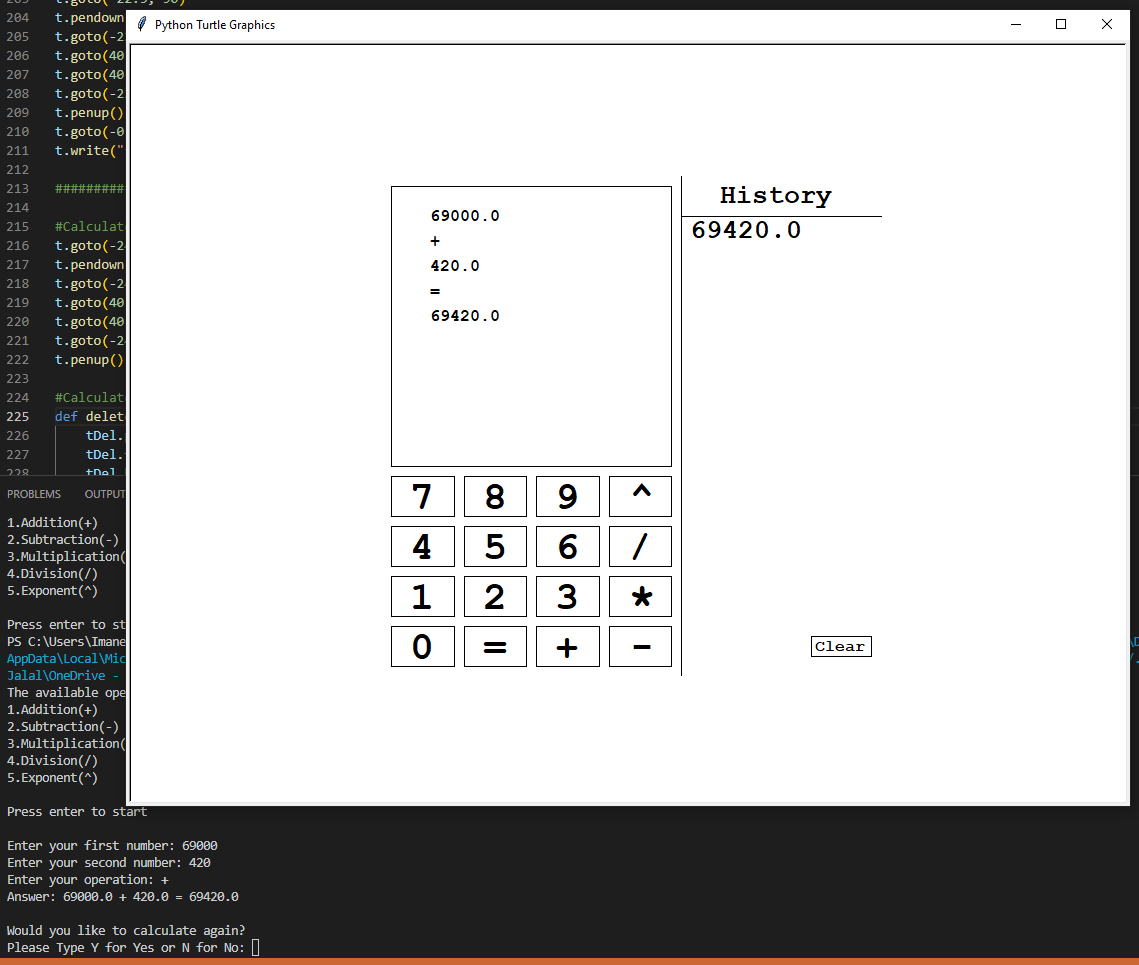 203 t.goto(-22.5, -90)
204 t.pendown
205 t.goto(-2
206 t.goto(40
207 t.goto(40
208 t.goto(-2
209 t.penup()
210 t.goto(-0
211 t.write("
212
213 #########
214
215 #Calculat
216 t.goto(-2
217 t.pendown
218 t.goto(-2
219 t.goto(40
220 t.goto(40
221 t.goto(-2
222 t.penup()
223
224 #Calculat
225 def delet
226 tDel.
227 tDel.
228 tDel
Python Turtle Graphics
69000.0
+
420.0
=
69420.0
History
69420.0
7 8 9 ^
4 5 6 /
1 2 3 *
0 = + -
Clear
PROBLEMS OUTPUT
1.Addition(+)
2.Subtraction(-)
3.Multiplication(
4.Division(/)
5.Exponent(^)
Press enter to st
PS C:\Users\Imane
AppData\Local\Mic
Jalal\OneDrive -
The available ope
1.Addition(+)
2.Subtraction(-)
3.Multiplication(
4.Division(/)
5.Exponent(^)
Press enter to start
Enter your first number: 69000
Enter your second number: 420
Enter your operation: +
Answer: 69000.0 + 420.0 = 69420.0
Would you like to calculate again?
Please Type Y for Yes or N for No: